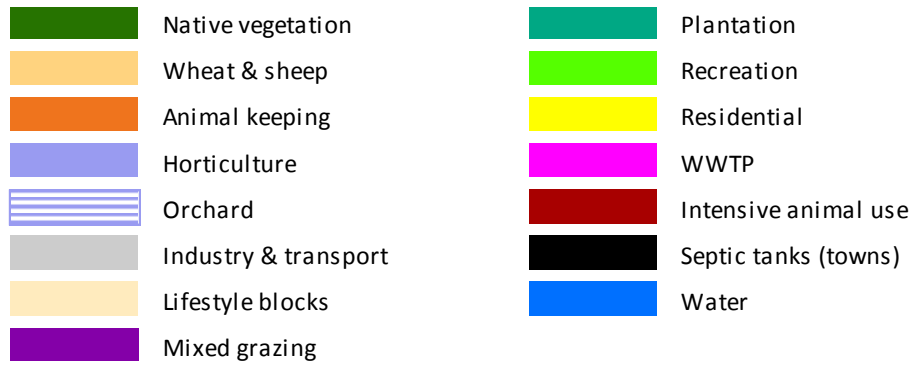 Native vegetation
Wheat & sheep
Animal keeping
Horticulture
Orchard
Industry & transport
Lifestyle blocks
Mixed grazing
Plantation
Recreation
Residential
WWTP
Intensive animal use
Septic tanks (towns)
Water